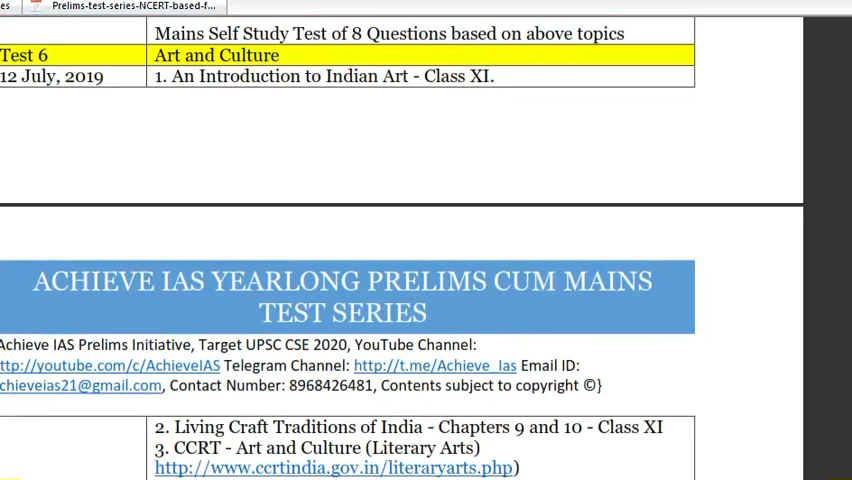 es
Prelims-test-series-NCERT-based-f...
Mains Self Study Test of 8 Questions based on above topics
Test 6
Art and Culture
12 July, 2019
1. An Introduction to Indian Art - Class XI.
ACHIEVE IAS YEARLONG PRELIMS CUM MAINS
TEST SERIES
Achieve IAS Prelims Initiative, Target UPSC CSE 2020, YouTube Channel:
ttp://youtube.com/c/AchieveIAS Telegram Channel: http://t.me/Achieve_Ias Email ID:
chieveias21@gmail.com, Contact Number: 8968426481, Contents subject to copyright ©}
2. Living Craft Traditions of India - Chapters 9 and 10 - Class XI
3. CCRT - Art and Culture (Literary Arts)
http://www.ccrtindia.gov.in/literaryarts.php)